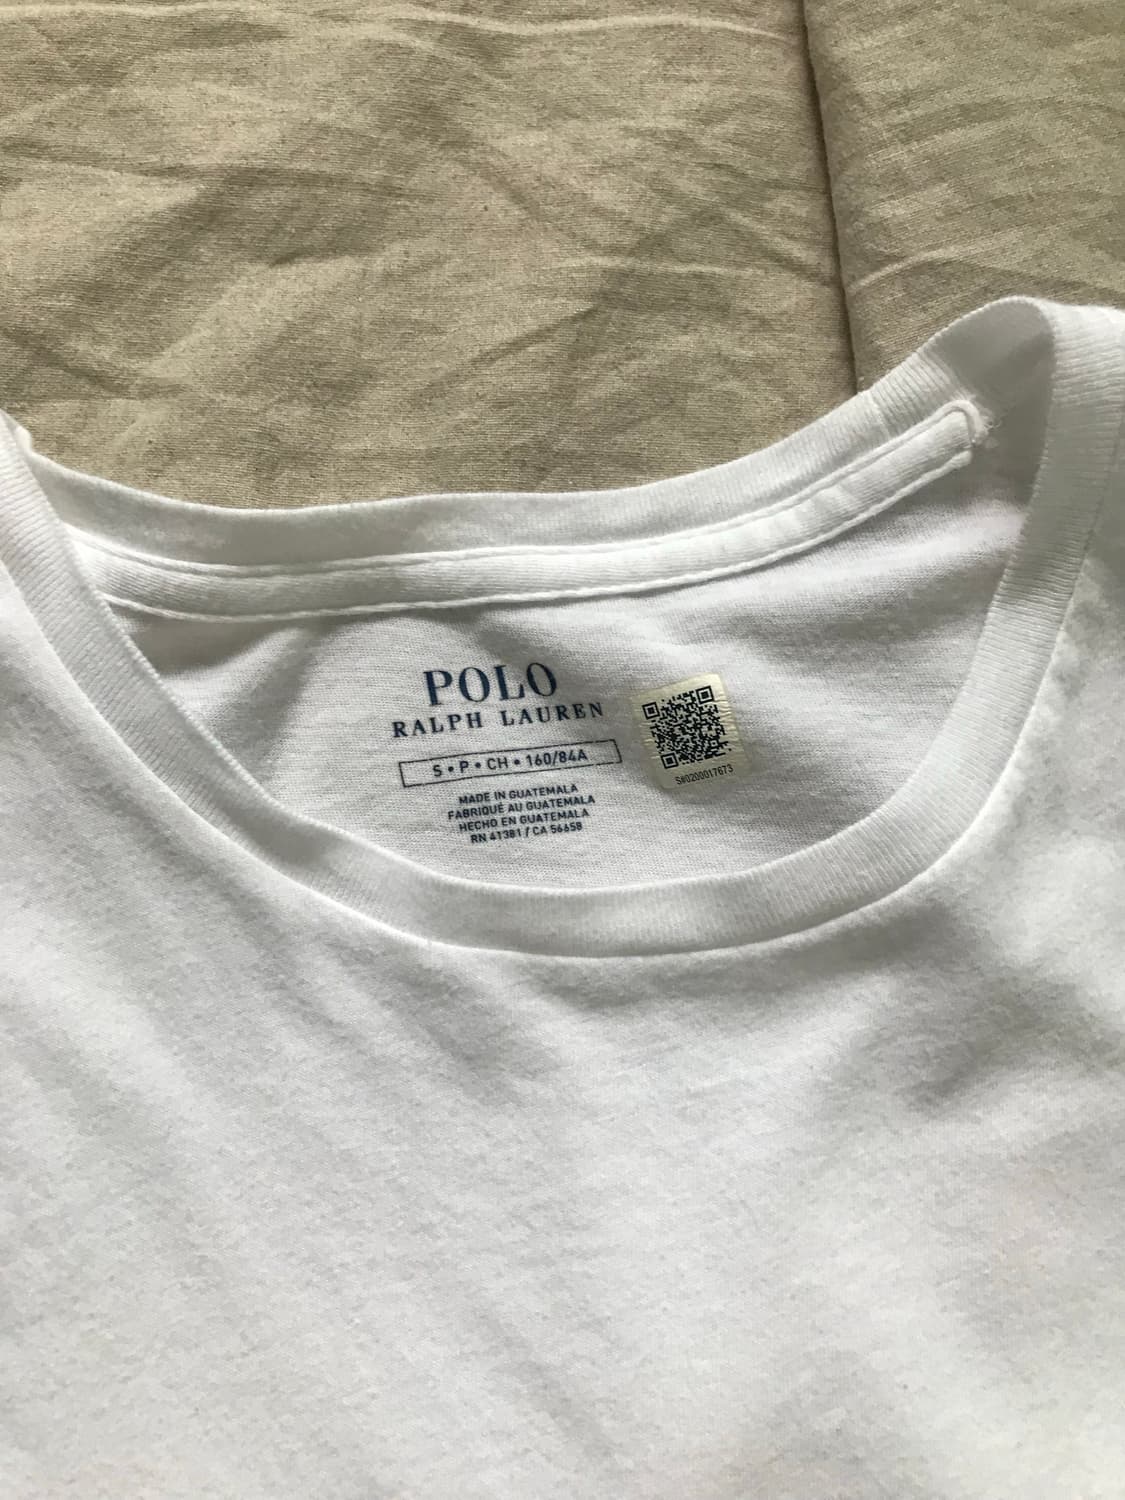 POLO
RALPH LAUREN
S • P • CH • 160/84A
MADE IN GUATEMALA
FABRIQUÉ AU GUATEMALA
HECHO EN GUATEMALA
RN 41381 / CA 56658
S#0200017673